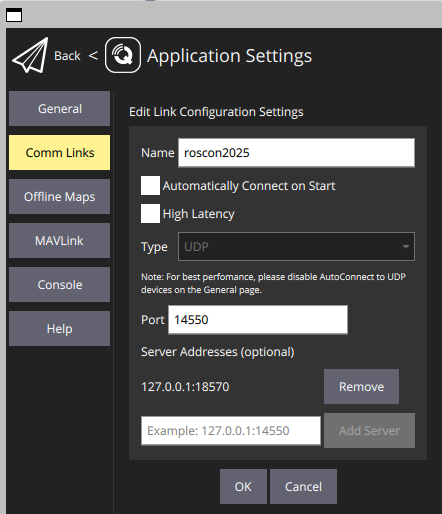 Back < Application Settings
General
Comm Links
Offline Maps
MAVLink
Console
Help
Edit Link Configuration Settings
Name roscon2025
Automatically Connect on Start
High Latency
Type UDP
Note: For best perfomance, please disable AutoConnect to UDP
devices on the General page.
Port 14550
Server Addresses (optional)
127.0.0.1:18570 Remove
Example: 127.0.0.1:14550 Add Server
OK Cancel